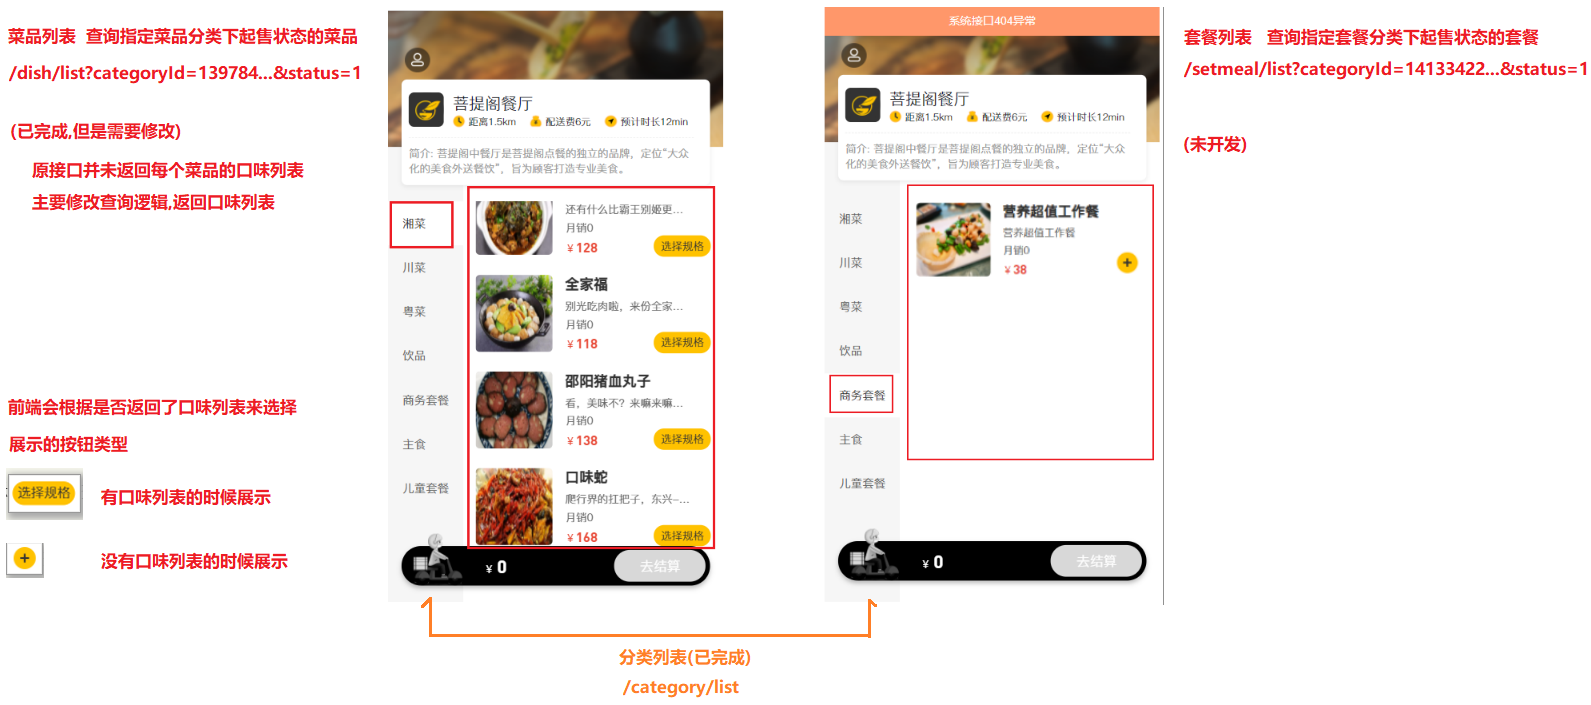 菜品列表  查询指定菜品分类下起售状态的菜品
/dish/list?categoryId=139784...&status=1
(已完成,但是需要修改)
原接口并未返回每个菜品的口味列表
主要修改查询逻辑,返回口味列表
前端会根据是否返回了口味列表来选择
展示的按钮类型
选择规格
有口味列表的时候展示
+
没有口味列表的时候展示
菩提阁餐厅
距离1.5km
配送费6元
预计时长12min
简介: 菩提阁中餐厅是菩提阁点餐的独立的品牌，定位“大众
化的美食外送餐饮”，旨为顾客打造专业美食。
湘菜
川菜
粤菜
饮品
商务套餐
主食
儿童套餐
还有什么比霸王别姬更...
月销0
¥ 128
选择规格
全家福
别光吃肉啦，来份全家...
月销0
¥ 118
选择规格
邵阳猪血丸子
看，美味不？来嘛来嘛...
月销0
¥ 138
选择规格
口味蛇
爬行界的扛把子，东兴-...
月销0
¥ 168
选择规格
¥ 0
去结算
系统接口404异常
菩提阁餐厅
距离1.5km
配送费6元
预计时长12min
简介: 菩提阁中餐厅是菩提阁点餐的独立的品牌，定位“大众
化的美食外送餐饮”，旨为顾客打造专业美食。
湘菜
川菜
粤菜
饮品
商务套餐
主食
儿童套餐
营养超值工作餐
营养超值工作餐
月销0
¥ 38
+
¥ 0
去结算
套餐列表  查询指定套餐分类下起售状态的套餐
/setmeal/list?categoryId=14133422...&status=1
(未开发)
分类列表(已完成)
/category/list